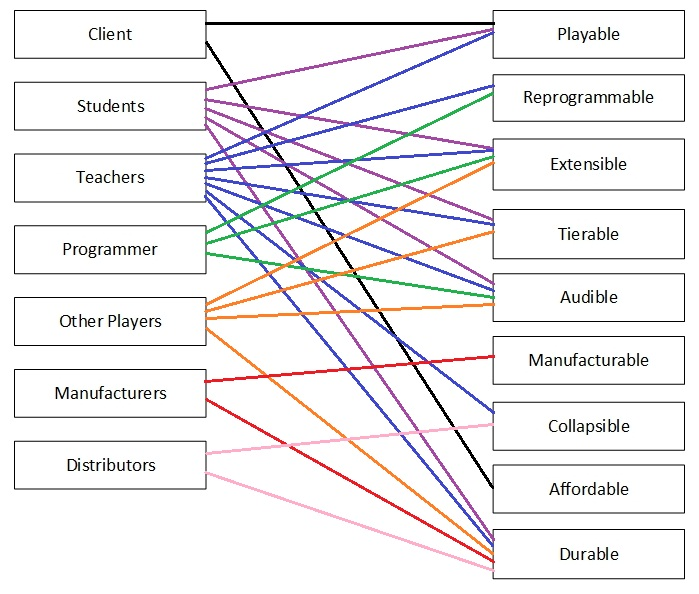 Client
Students
Teachers
Programmer
Other Players
Manufacturers
Distributors
Playable
Reprogrammable
Extensible
Tierable
Audible
Manufacturable
Collapsible
Affordable
Durable